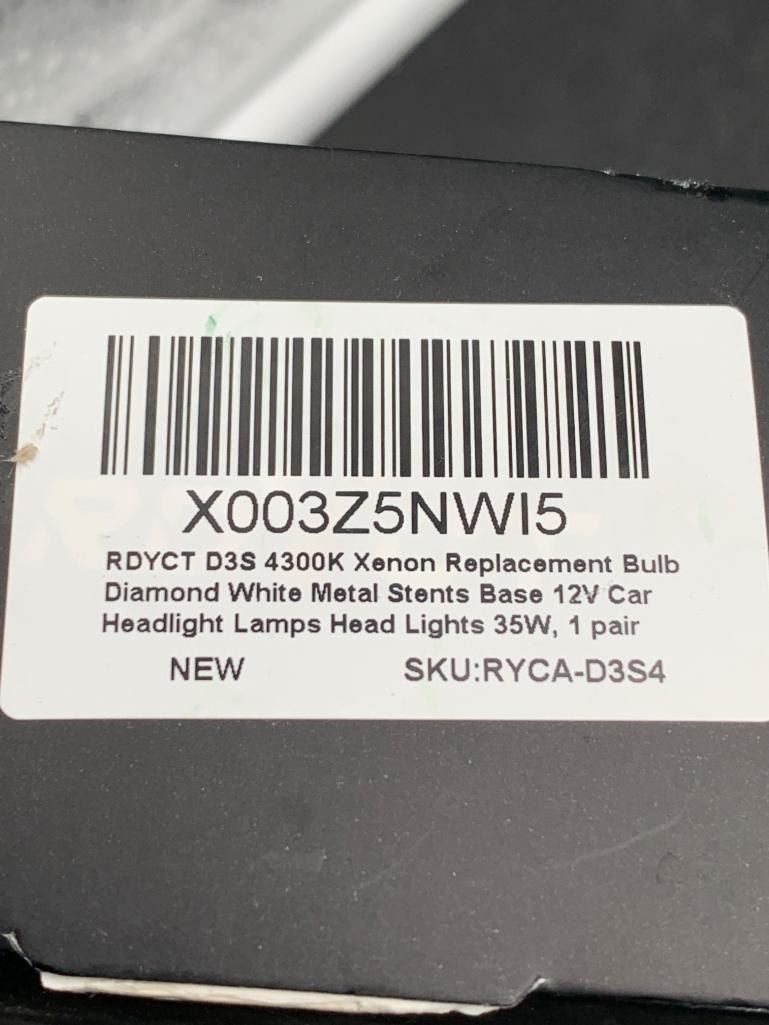 X003Z5NWI5
RDYCT D3S 4300K Xenon Replacement Bulb
Diamond White Metal Stents Base 12V Car
Headlight Lamps Head Lights 35W, 1 pair
NEW SKU:RYCA-D3S4